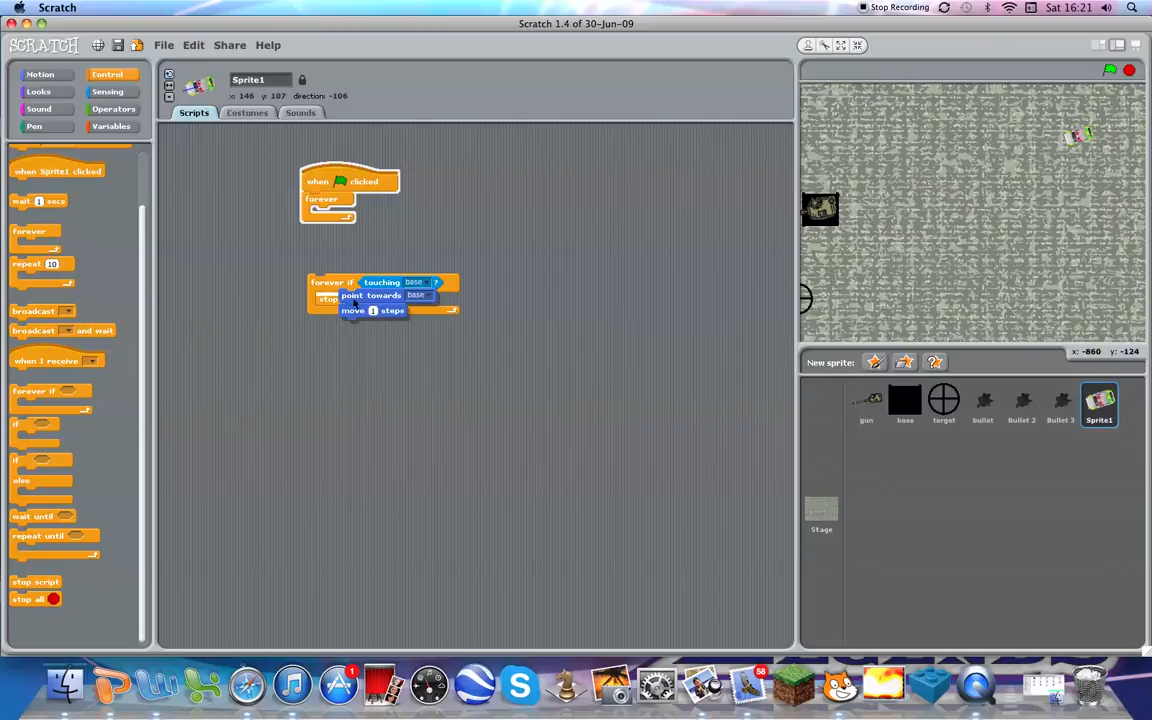 Scratch
Stop Recording
Sat 16:21
Scratch 1.4 of 30-Jun-09
SCRATCH
File Edit Share Help
Motion Control
Looks Sensing
Sound Operators
Pen Variables
Sprite1
x: 146 y: 107 direction: -106
Scripts Costumes Sounds
when Sprite1 clicked
wait 1 secs
forever
repeat 10
broadcast
broadcast and wait
when I receive
forever if
if
if
else
wait until
repeat until
stop script
stop all
when clicked
forever
forever if touching base ?
stop
point towards base
move 1 steps
x: -860 y: -124
New sprite:
gun base target bullet Bullet 2 Bullet 3 Sprite1
Stage
1
58